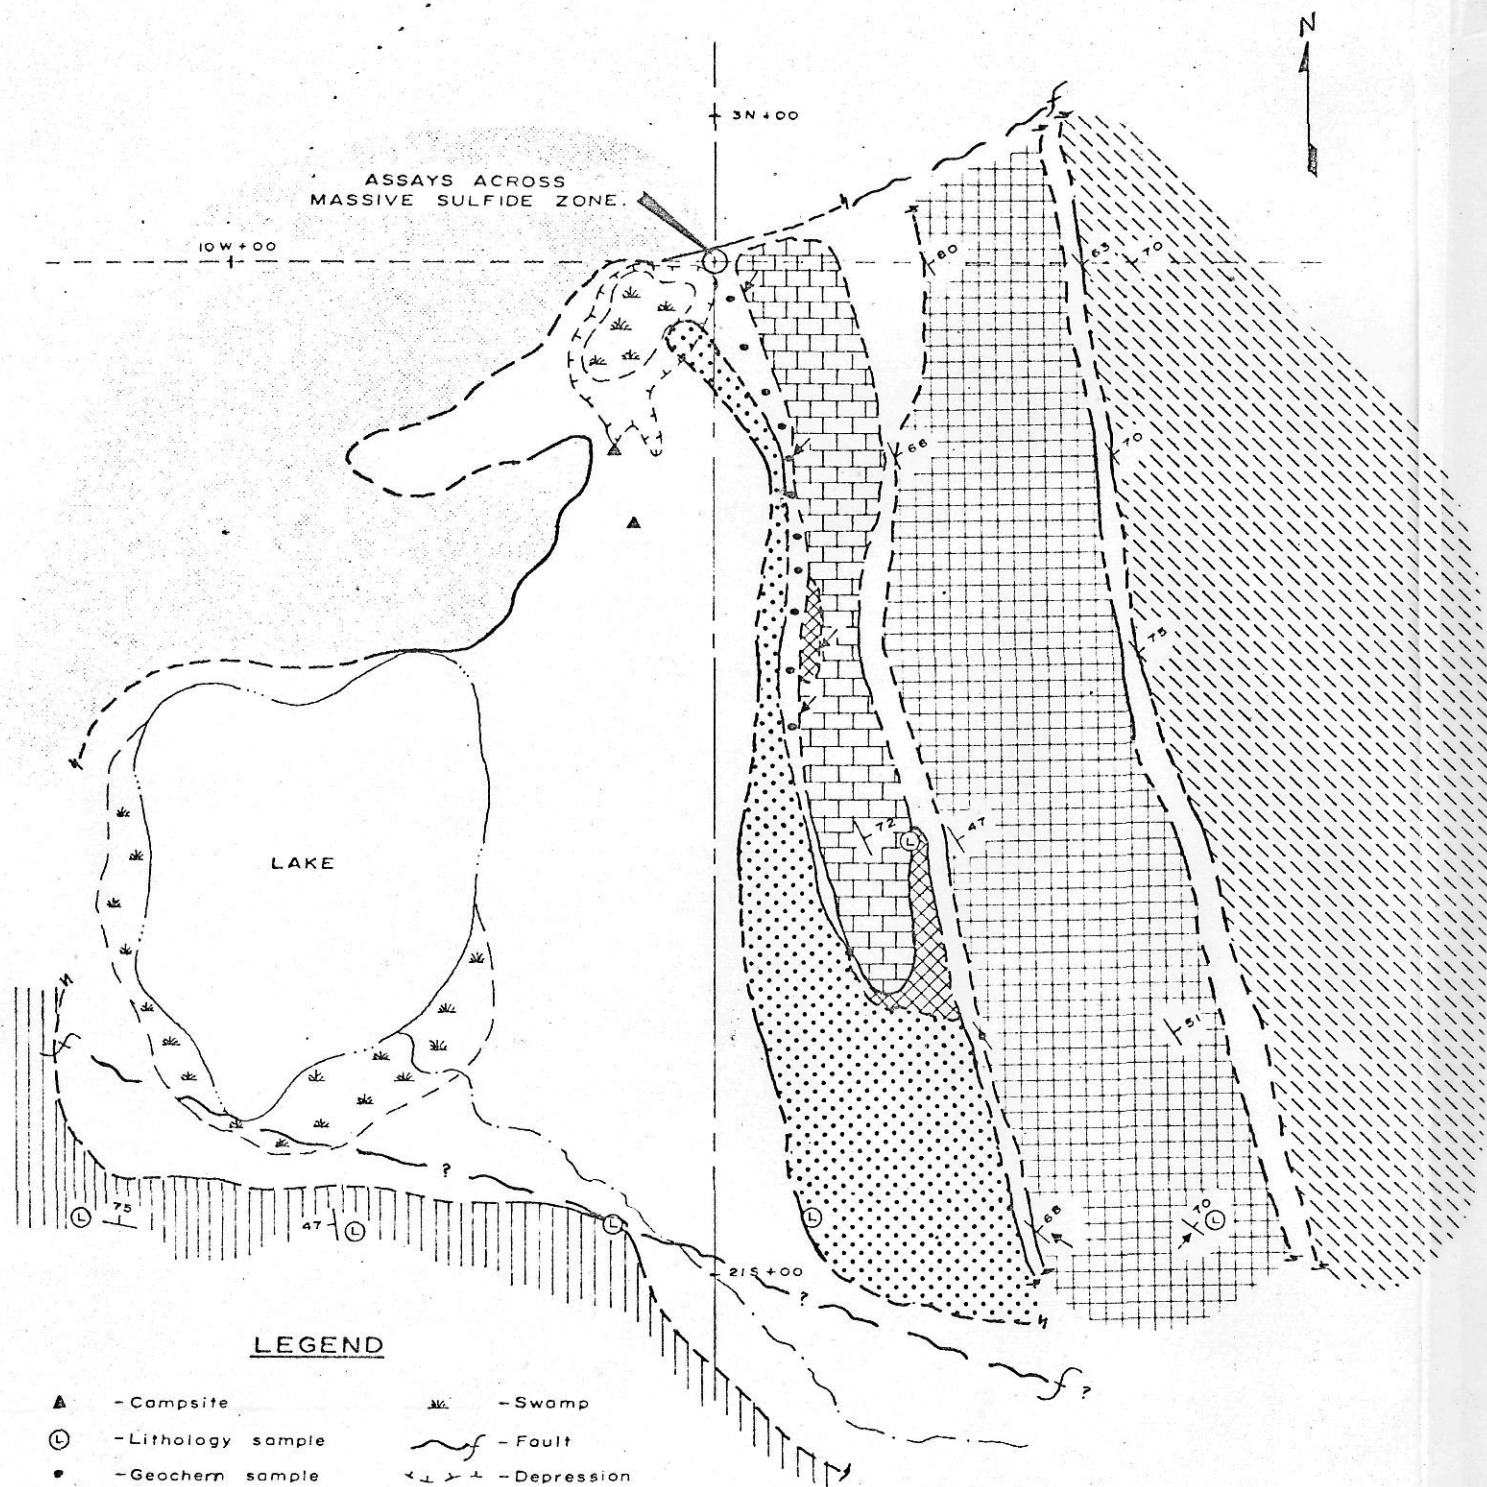 N
3N+00
ASSAYS ACROSS
MASSIVE SULFIDE ZONE.
10W+00
80
63
70
66
70
75
72
47
LAKE
51
?
75
47
L
L
L
L
L
L
68
70
21S+00
?
?
LEGEND
- Campsite
- Swamp
L
- Lithology sample
- Fault
- Geochem sample
- Depression